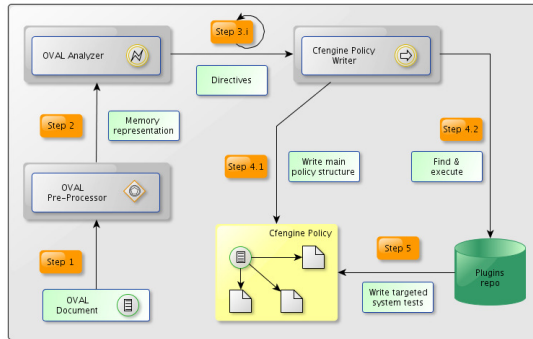 Step 3.i
OVAL Analyzer
Cfengine Policy
Writer
Directives
Step 2
Memory
representation
Step 4.2
Step 4.1
Write main
policy structure
Find &
execute
OVAL
Pre-Processor
Cfengine Policy
Step 1
Step 5
Plugins
repo
OVAL
Document
Write targeted
system tests